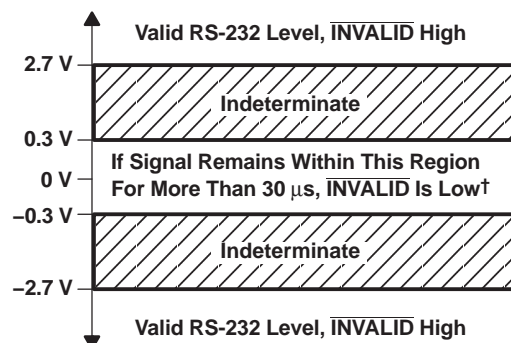 Valid RS-232 Level, INVALID High
2.7 V
Indeterminate
0.3 V
If Signal Remains Within This Region
0 V
For More Than 30 μs, INVALID Is Low†
–0.3 V
Indeterminate
–2.7 V
Valid RS-232 Level, INVALID High